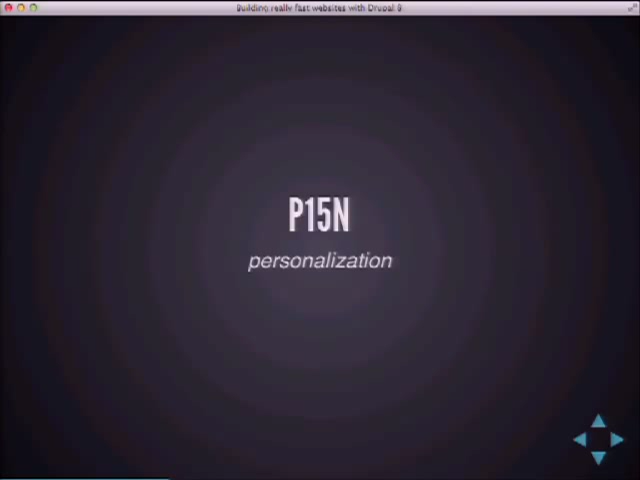 Building really fast websites with Drupal 8
P15N
personalization